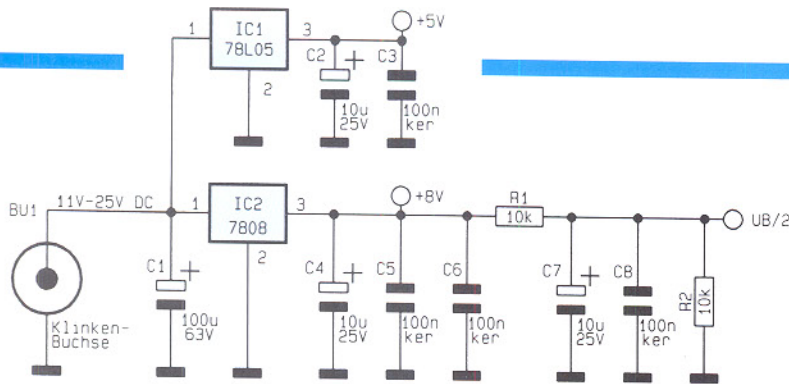 +5V
1
IC1
78L05
3
C2
+
C3
2
10u
25V
100n
ker
BU1
11V-25V DC
1
IC2
7808
3
+8V
R1
10k
UB/2
2
C1
+
C4
+
C5
C6
C7
+
C8
R2
10k
Klinken-
Buchse
100u
63V
10u
25V
100n
ker
100n
ker
10u
25V
100n
ker